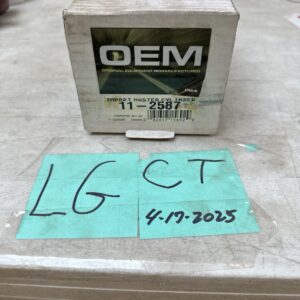 OEM
ORIGINAL EQUIPMENT REMANUFACTURED
IMPORT MASTER CYLINDER
11-2587
LG
CT
4-17-2025